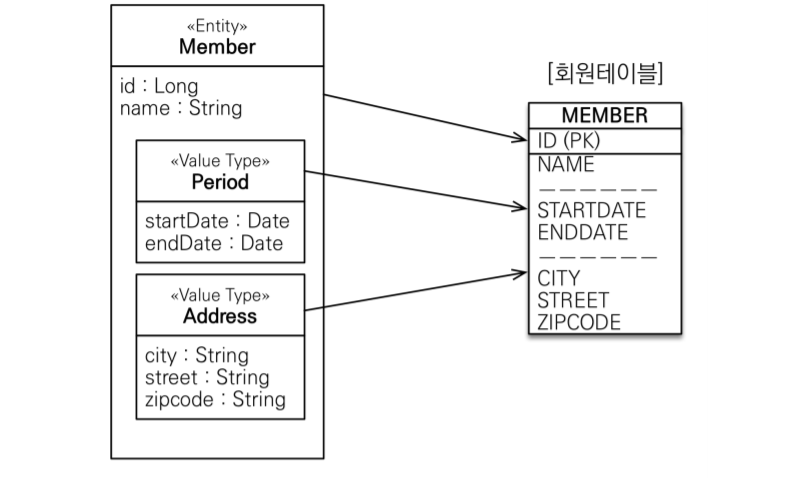 «Entity»
Member
id : Long
name : String
«Value Type»
Period
startDate : Date
endDate : Date
«Value Type»
Address
city : String
street : String
zipcode : String
[회원테이블]
MEMBER
ID (PK)
NAME
——————
STARTDATE
ENDDATE
——————
CITY
STREET
ZIPCODE